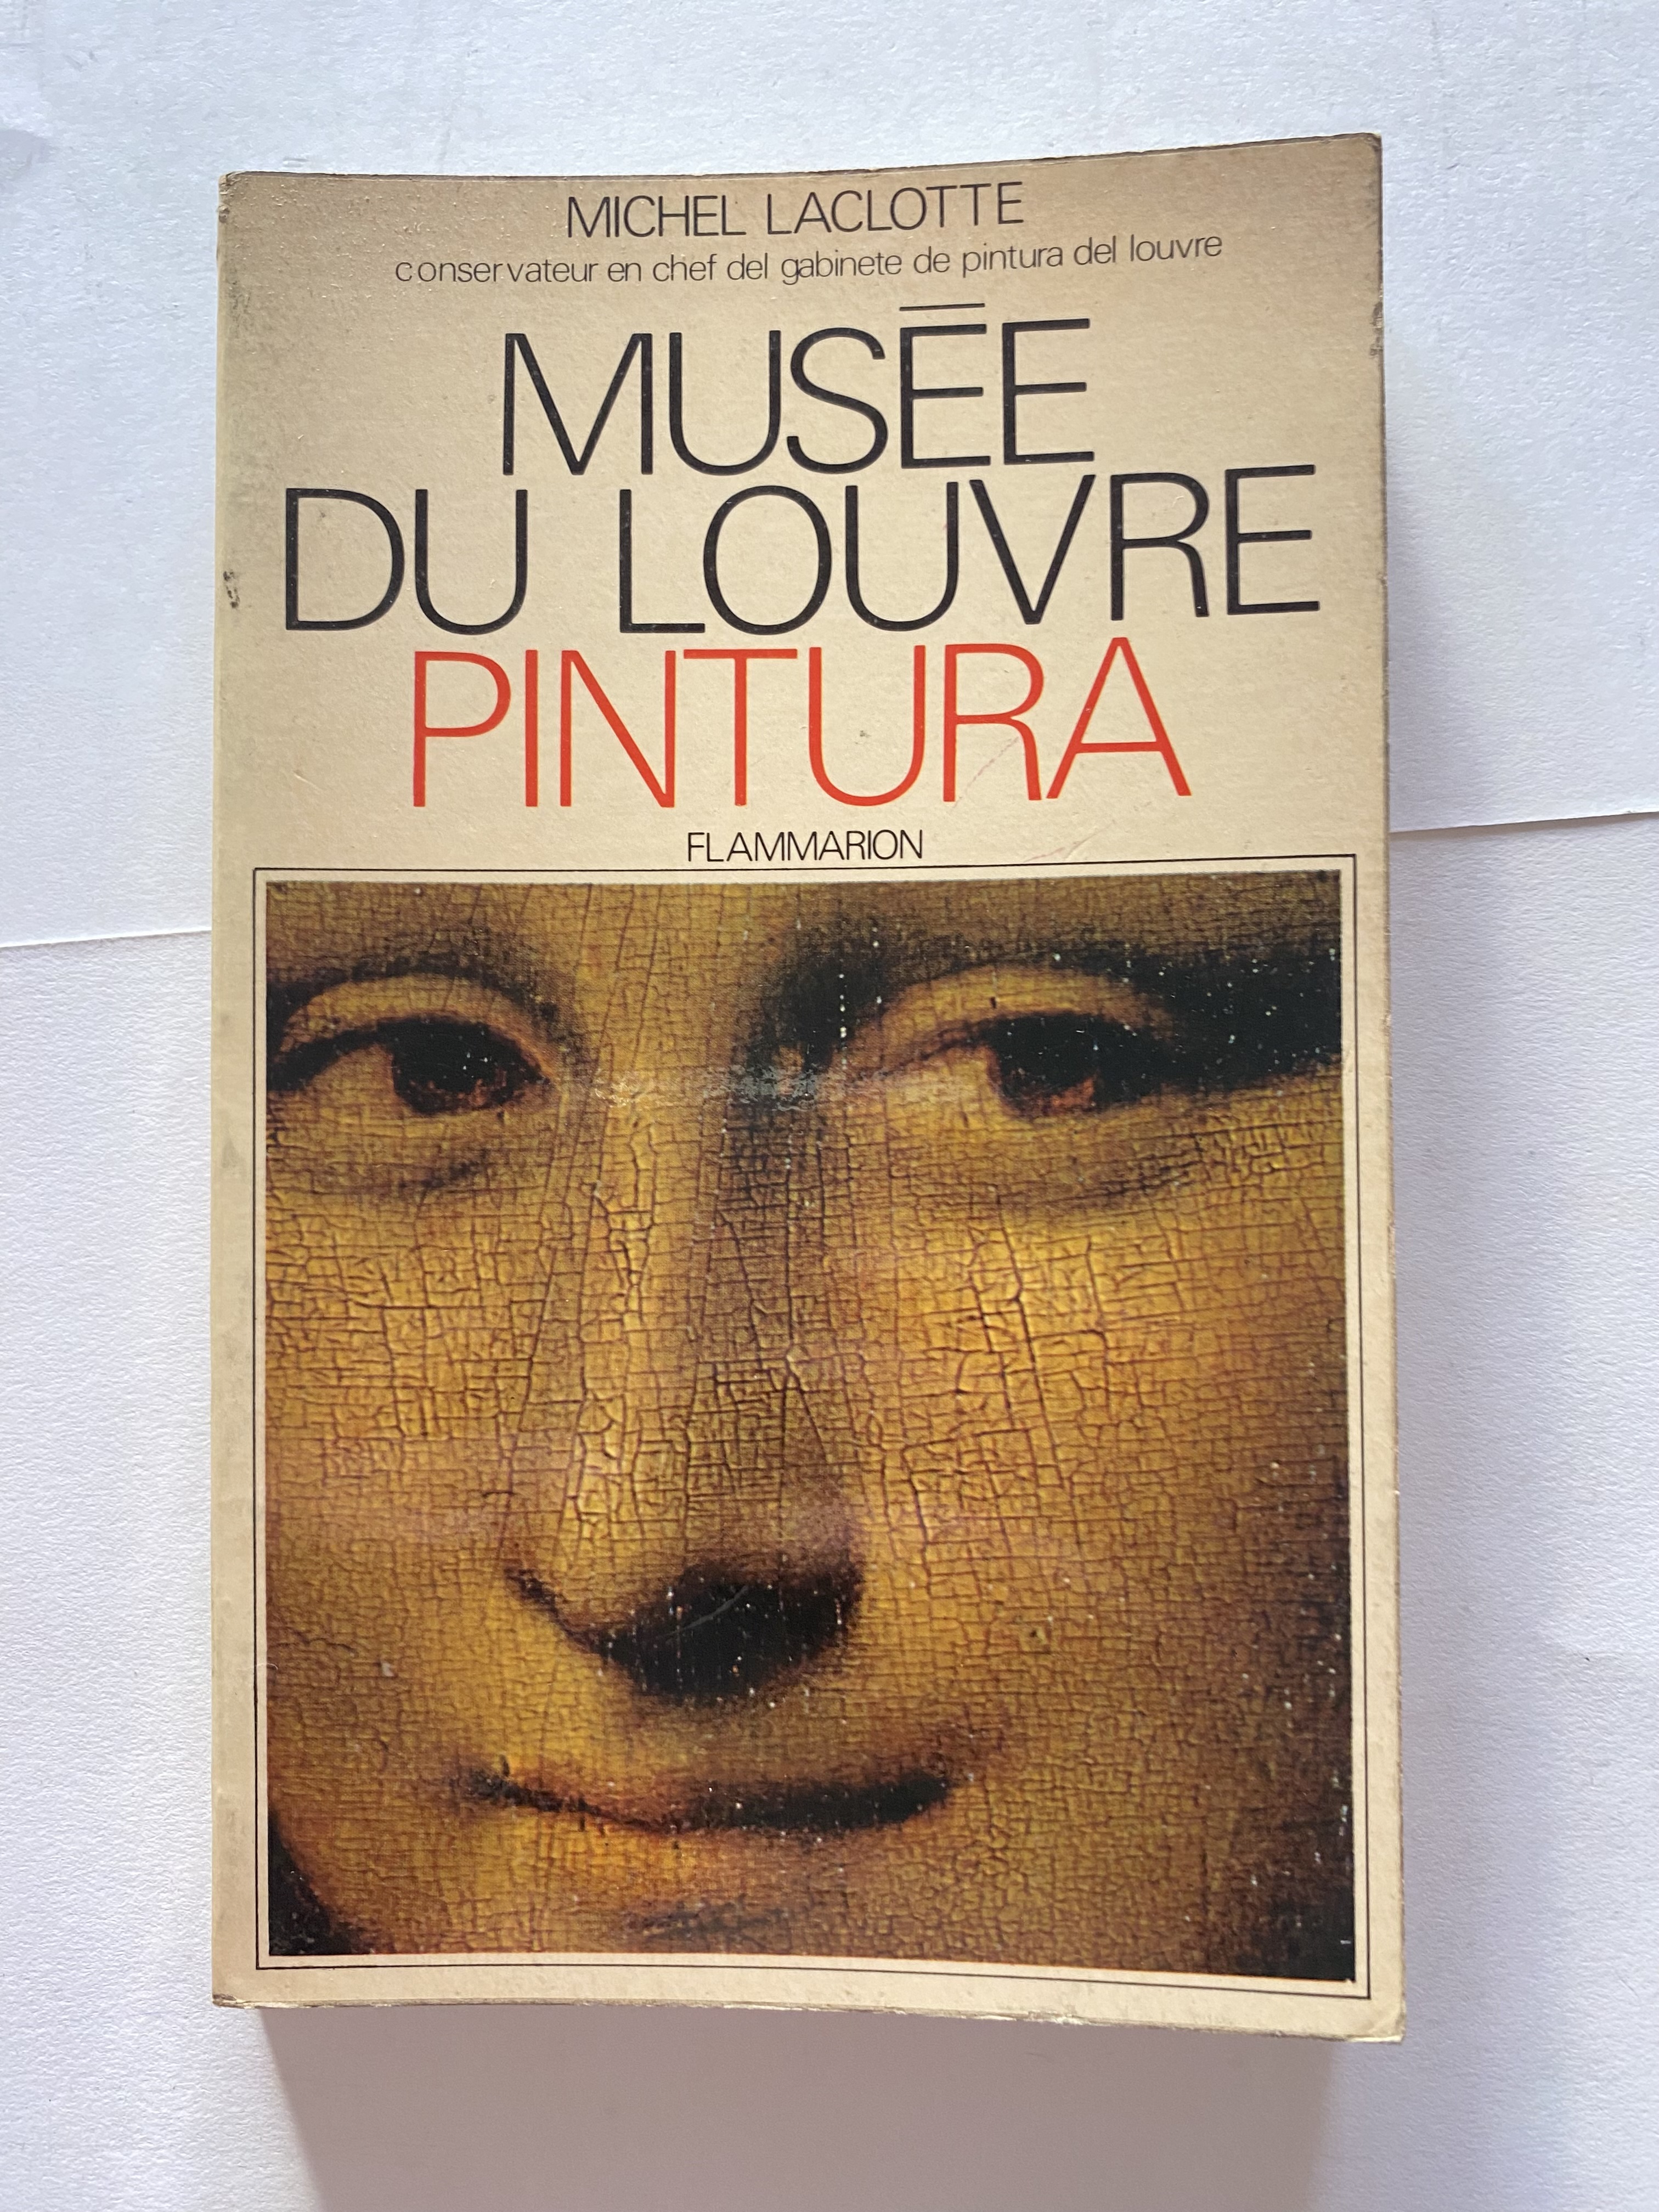 MICHEL LACLOTTE
conservateur en chef del gabinete de pintura del louvre
MUSĒE
DU LOUVRE
PINTURA
FLAMMARION